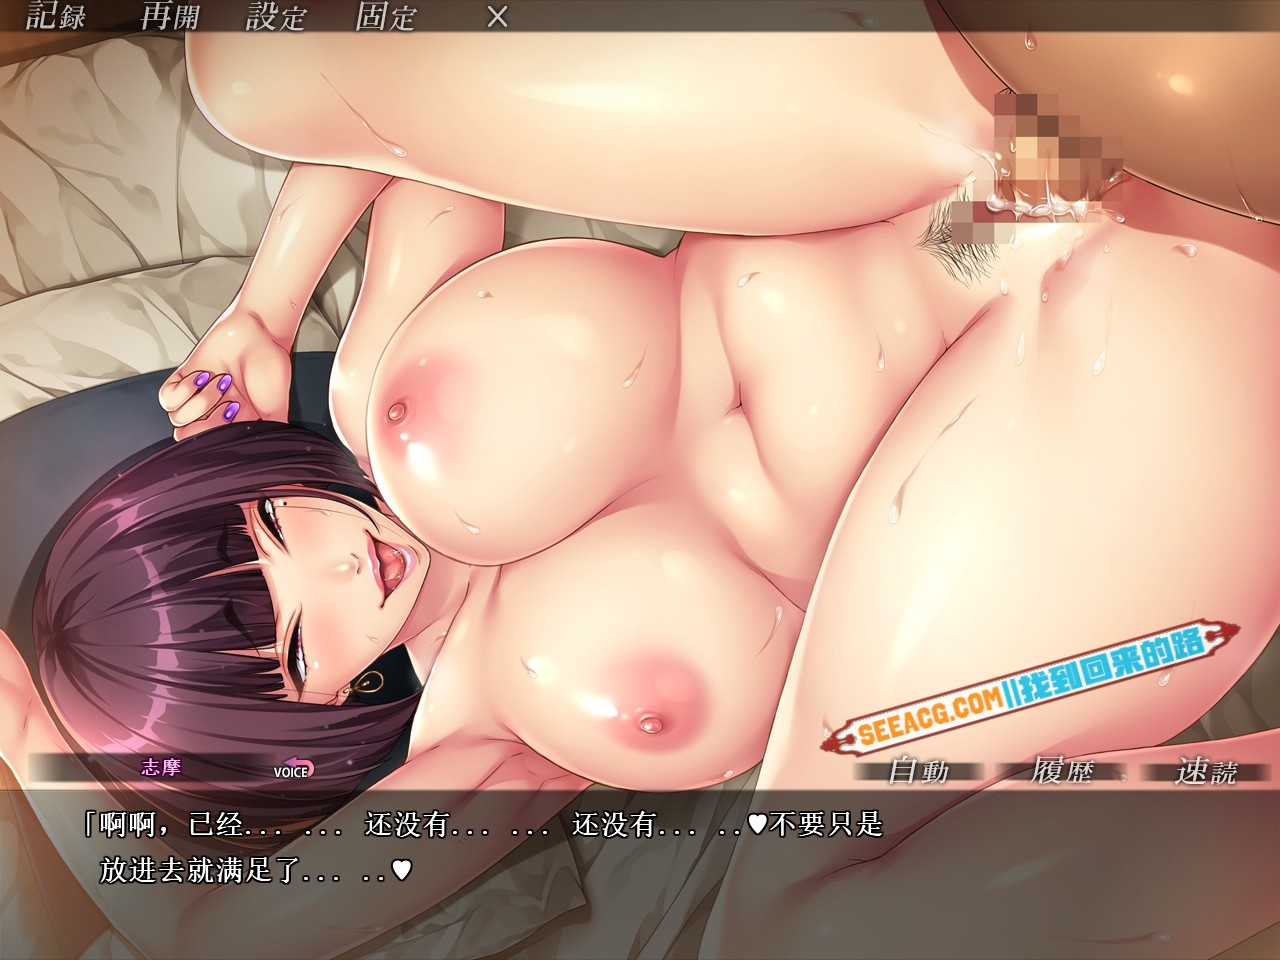 記録 再開 設定 固定 ×
SEEACG.COM||找到回来的路
志摩 VOICE
自動 履歴 速読
「啊啊，已经... ... 还没有... ... 还没有... ..♥不要只是
放进去就满足了... ..♥